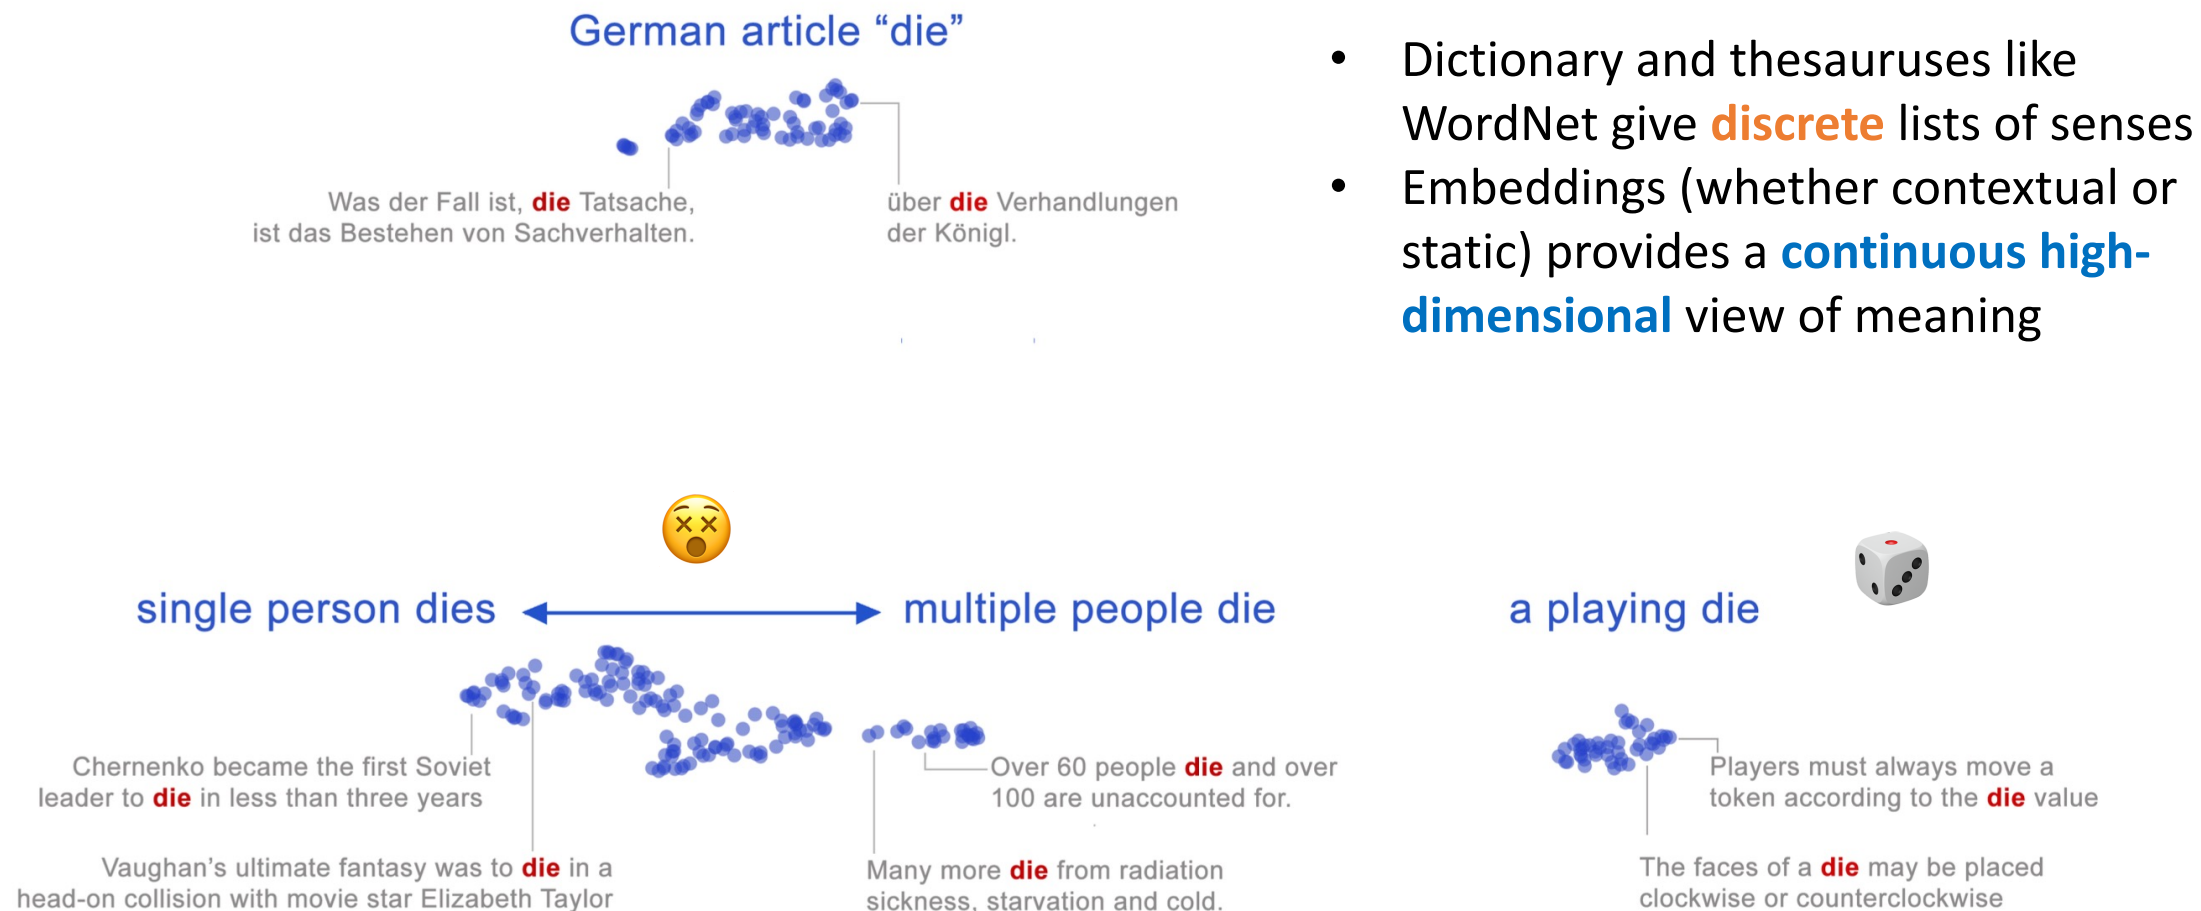 German article “die”
Was der Fall ist, die Tatsache,
ist das Bestehen von Sachverhalten.
über die Verhandlungen
der Königl.
• Dictionary and thesauruses like
WordNet give discrete lists of senses
• Embeddings (whether contextual or
static) provides a continuous high-
dimensional view of meaning
single person dies
multiple people die
Chernenko became the first Soviet
leader to die in less than three years
Vaughan’s ultimate fantasy was to die in a
head-on collision with movie star Elizabeth Taylor
Over 60 people die and over
100 are unaccounted for.
Many more die from radiation
sickness, starvation and cold.
a playing die
Players must always move a
token according to the die value
The faces of a die may be placed
clockwise or counterclockwise